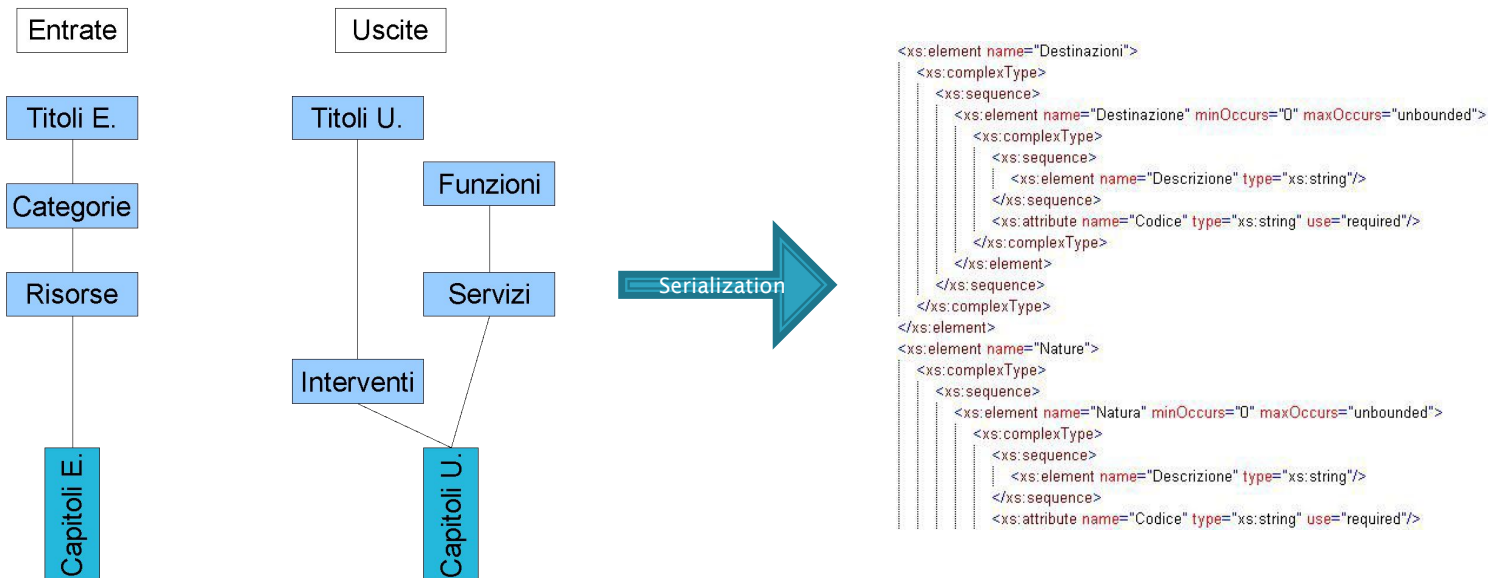 Entrate
Uscite
Titoli E.
Titoli U.
Funzioni
Categorie
Risorse
Servizi
Interventi
Capitoli E.
Capitoli U.
Serialization
<xs:element name="Destinazioni">
<xs:complexType>
<xs:sequence>
<xs:element name="Destinazione" minOccurs="0" maxOccurs="unbounded">
<xs:complexType>
<xs:sequence>
<xs:element name="Descrizione" type="xs:string"/>
</xs:sequence>
<xs:attribute name="Codice" type="xs:string" use="required"/>
</xs:complexType>
</xs:element>
</xs:sequence>
</xs:complexType>
</xs:element>
<xs:element name="Nature">
<xs:complexType>
<xs:sequence>
<xs:element name="Natura" minOccurs="0" maxOccurs="unbounded">
<xs:complexType>
<xs:sequence>
<xs:element name="Descrizione" type="xs:string"/>
</xs:sequence>
<xs:attribute name="Codice" type="xs:string" use="required"/>